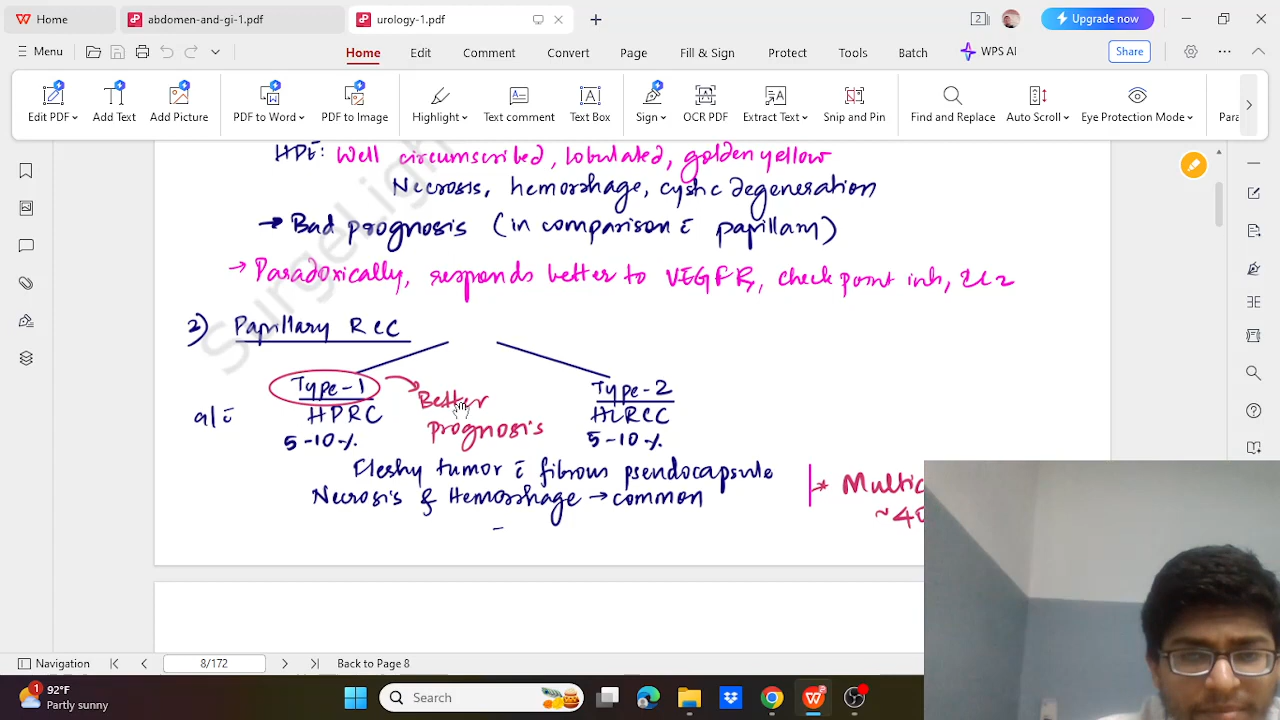 Home
abdomen-and-gi-1.pdf
urology-1.pdf
Upgrade now
Menu
Home
Edit
Comment
Convert
Page
Fill & Sign
Protect
Tools
Batch
WPS AI
Share
Edit PDF
Add Text
Add Picture
PDF to Word
PDF to Image
Highlight
Text comment
Text Box
Sign
OCR PDF
Extract Text
Snip and Pin
Find and Replace
Auto Scroll
Eye Protection Mode
Para
HPE: Well circumscribed, lobulated, golden yellow
Necrosis, hemorrhage, cystic degeneration
→ Bad prognosis (in comparison c̄ papillary)
→ Paradoxically, responds better to VEGFR, check point inh, IL2
SurgeLight
2) Papillary RCC
Type-1
Type-2
Better
a/c̄
HPRC
HLRCC
prognosis
5-10%
5-10%
Fleshy tumor c̄ fibrous pseudocapsule
Necrosis & Hemorrhage → common
* Multic
~40
Navigation
8/172
Back to Page 8
1
92°F
Partly sunny
Search